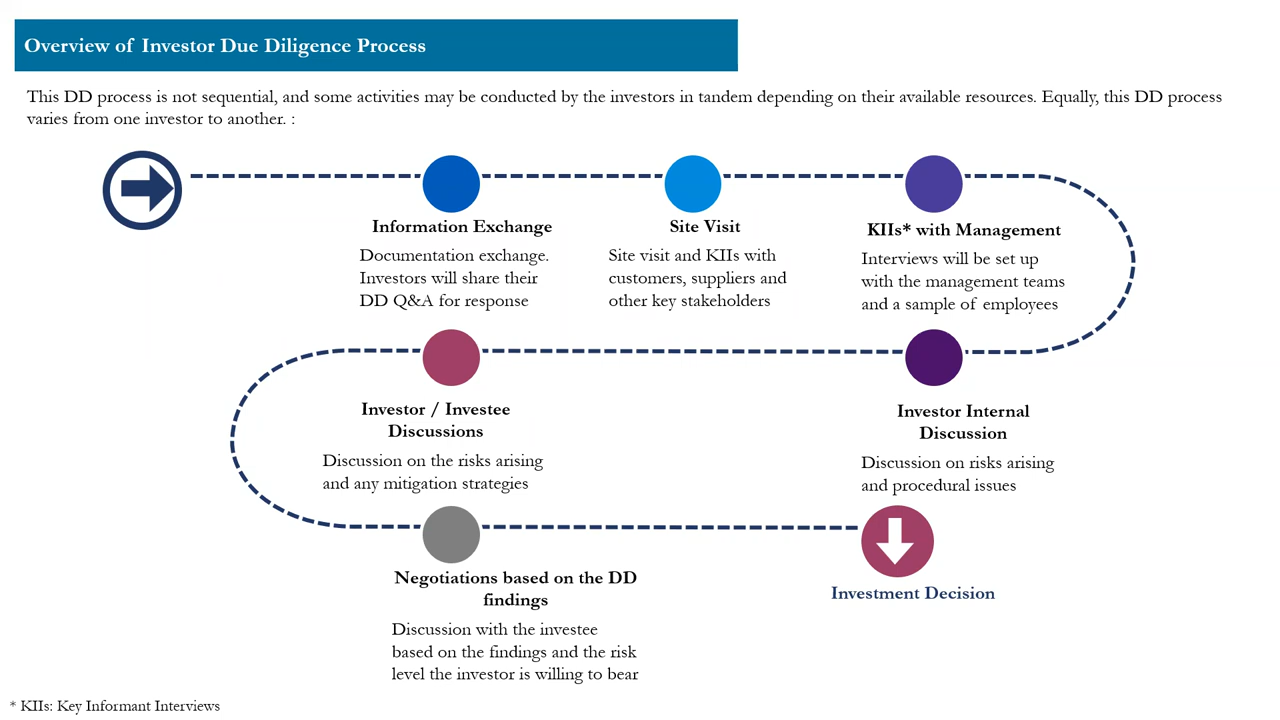 Overview of Investor Due Diligence Process
This DD process is not sequential, and some activities may be conducted by the investors in tandem depending on their available resources. Equally, this DD process
varies from one investor to another. :
Information Exchange
Documentation exchange.
Investors will share their
DD Q&A for response
Site Visit
Site visit and KIIs with
customers, suppliers and
other key stakeholders
KIIs* with Management
Interviews will be set up
with the management teams
and a sample of employees
Investor / Investee
Discussions
Discussion on the risks arising
and any mitigation strategies
Investor Internal
Discussion
Discussion on risks arising
and procedural issues
Negotiations based on the DD
findings
Discussion with the investee
based on the findings and the risk
level the investor is willing to bear
Investment Decision
* KIIs: Key Informant Interviews